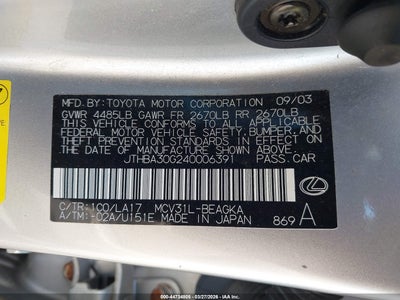 MFD. BY: TOYOTA MOTOR CORPORATION 09/03
GVWR 4485LB GAWR FR 2670LB RR 2670LB
THIS VEHICLE CONFORMS TO ALL APPLICABLE
FEDERAL MOTOR VEHICLE SAFETY, BUMPER, AND
THEFT PREVENTION STANDARDS IN EFFECT ON
THE DATE OF MANUFACTURE SHOWN ABOVE.
JTHBA30G240006391 PASS.CAR
C/TR: 1C0/LA17 MCV31L-BEAGKA
A/TM: -02A/U151E MADE IN JAPAN 869 A
ID: 44734005 | 03/27/2026 | © IAA